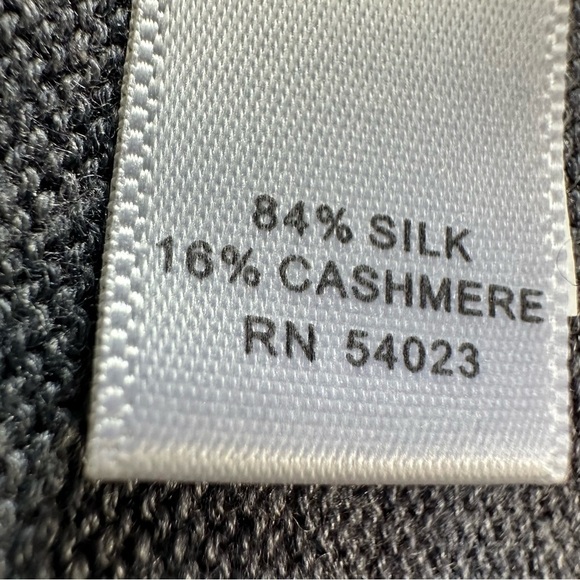 84% SILK
16% CASHMERE
RN 54023